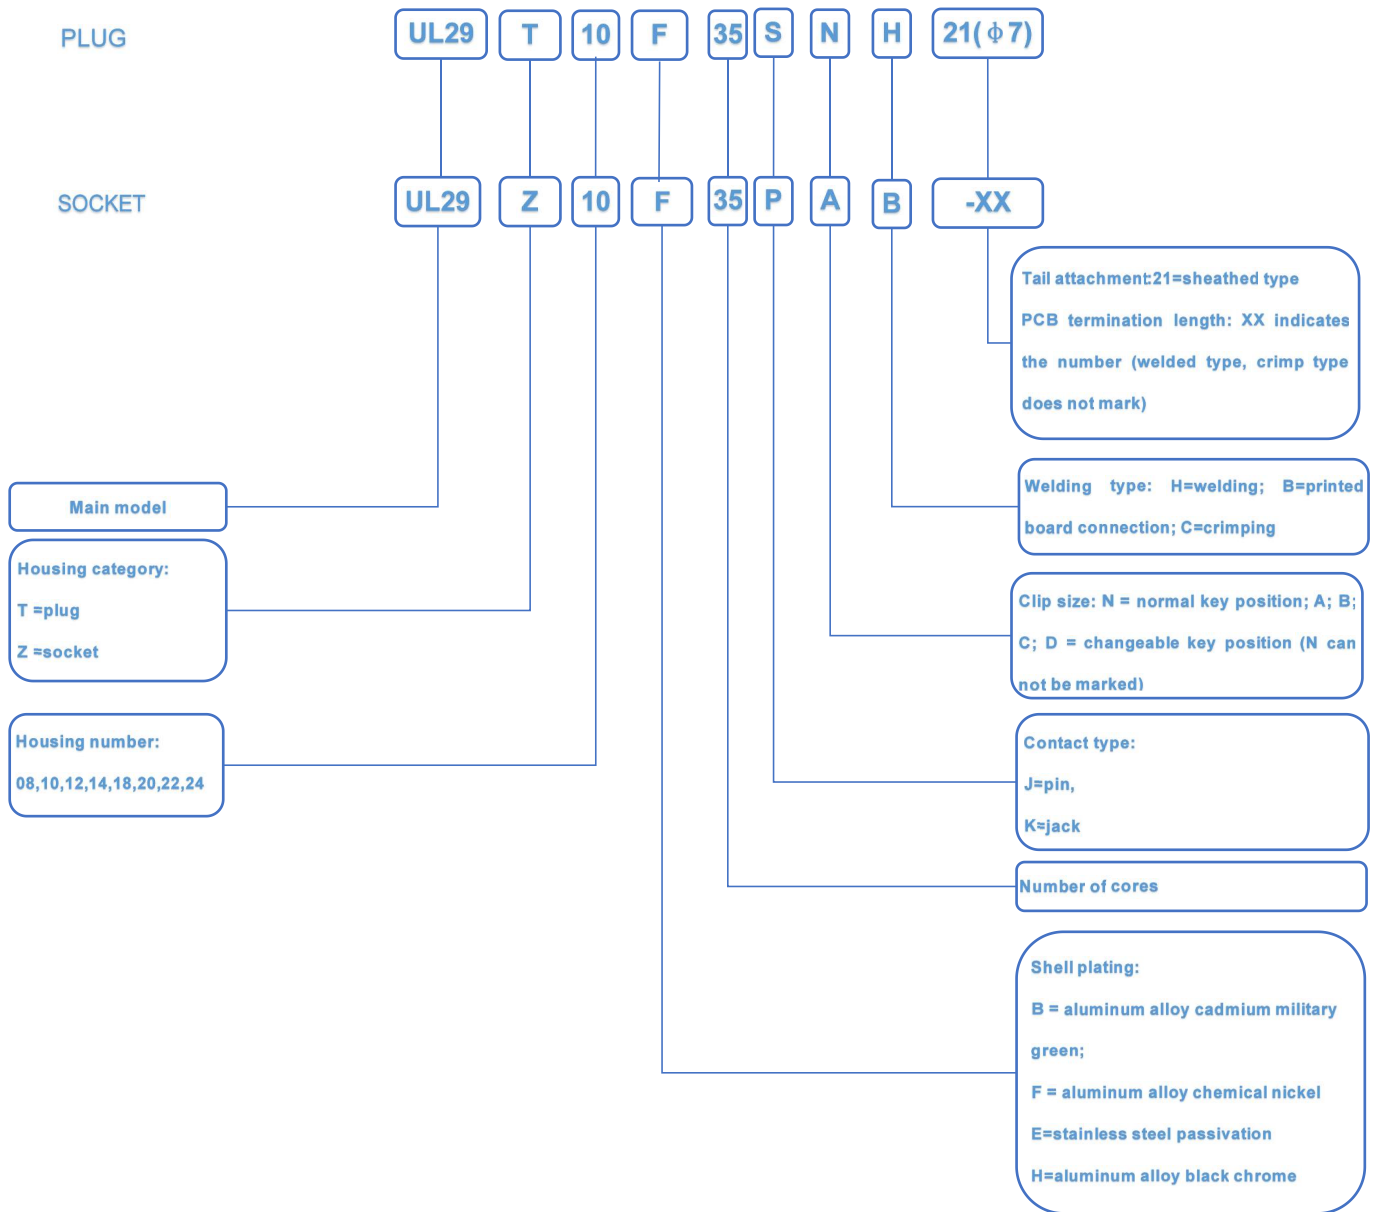 PLUG UL29 T 10 F 35 S N H 21(Φ7)
SOCKET UL29 Z 10 F 35 P A B -XX
Tail attachment:21=sheathed type
PCB termination length: XX indicates
the number (welded type, crimp type
does not mark)
Welding type: H=welding; B=printed
board connection; C=crimping
Main model
Housing category:
T =plug
Z =socket
Clip size: N = normal key position; A; B;
C; D = changeable key position (N can
not be marked)
Housing number:
08,10,12,14,18,20,22,24
Contact type:
J=pin,
K=jack
Number of cores
Shell plating:
B = aluminum alloy cadmium military
green;
F = aluminum alloy chemical nickel
E=stainless steel passivation
H=aluminum alloy black chrome